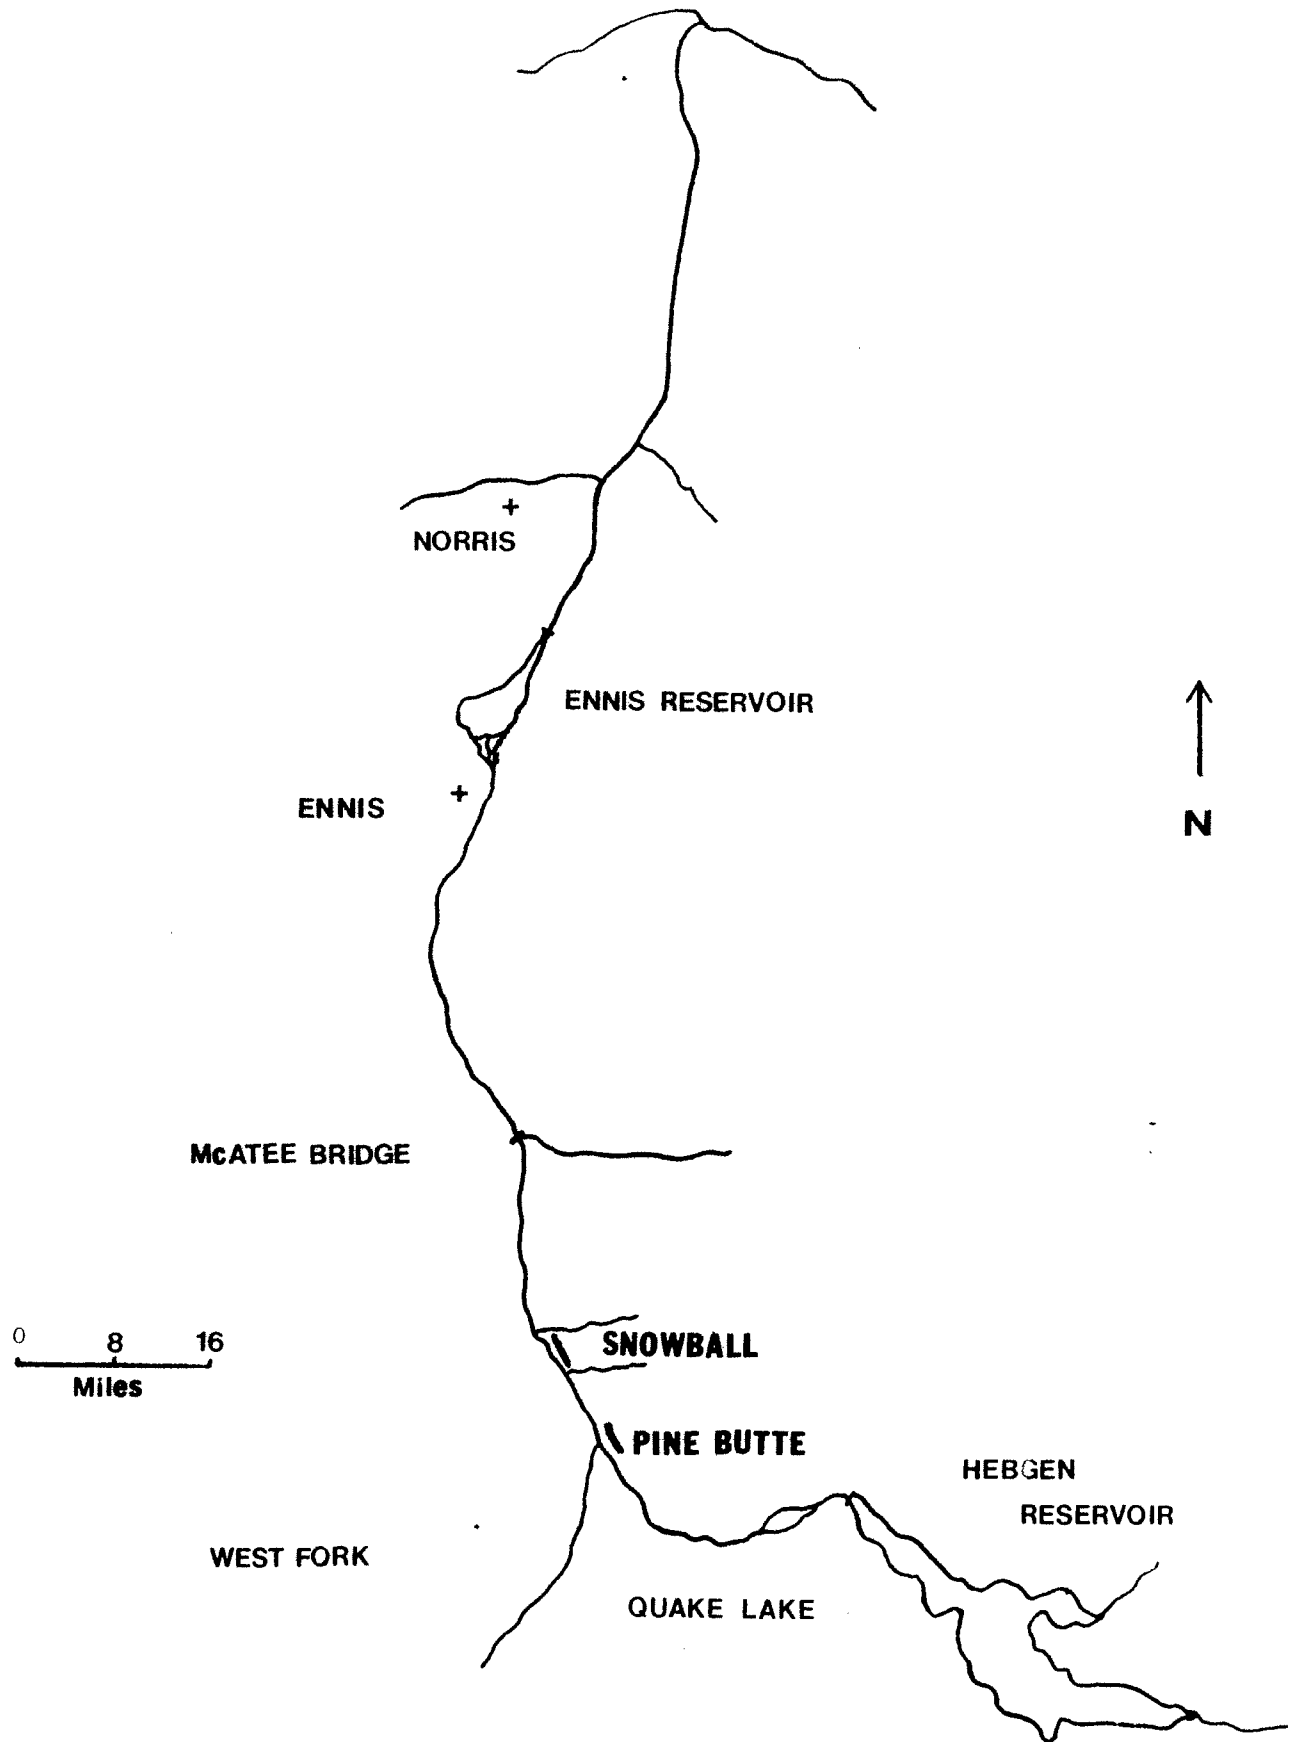 NORRIS
ENNIS RESERVOIR
ENNIS
N
McATEE BRIDGE
0 8 16
Miles
SNOWBALL
PINE BUTTE
HEBGEN
RESERVOIR
WEST FORK
QUAKE LAKE